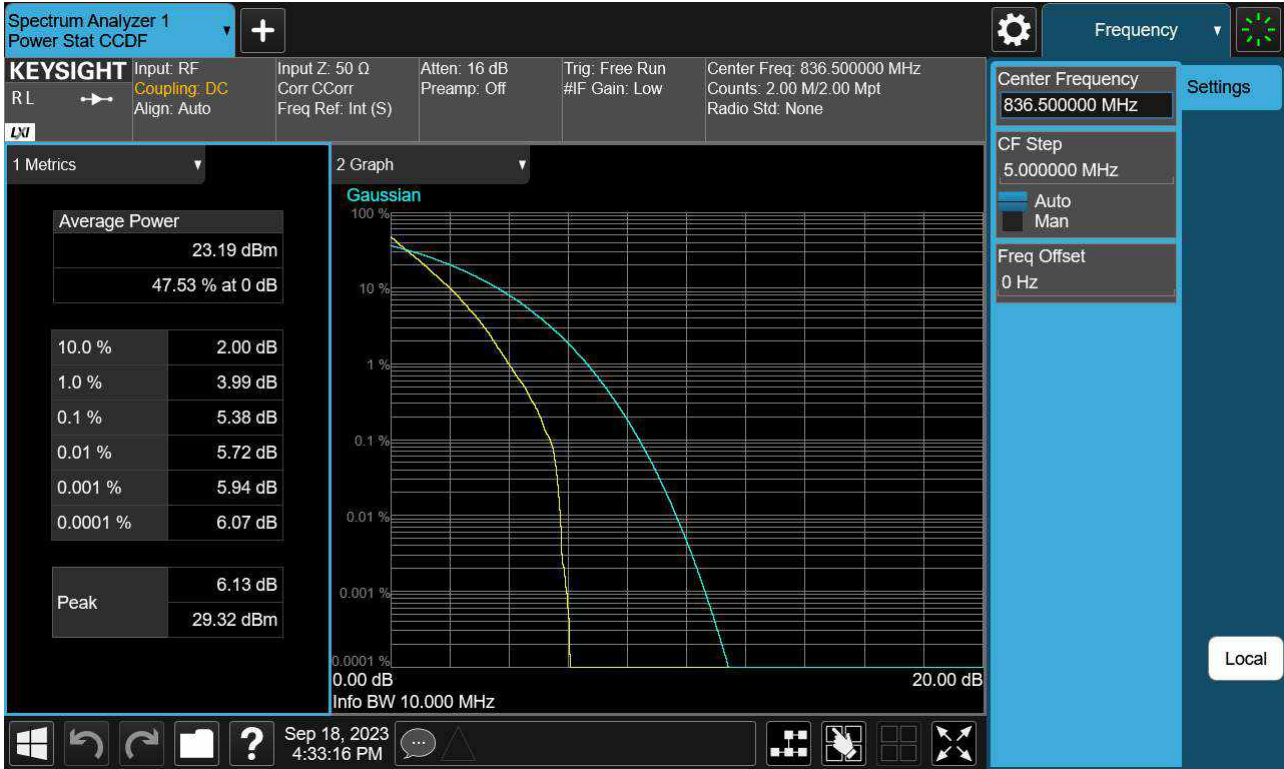 Spectrum Analyzer 1
Power Stat CCDF
Frequency
KEYSIGHT
RL
LXI
Input: RF
Coupling: DC
Align: Auto
Input Z: 50 Ω
Corr CCorr
Freq Ref: Int (S)
Atten: 16 dB
Preamp: Off
Trig: Free Run
#IF Gain: Low
Center Freq: 836.500000 MHz
Counts: 2.00 M/2.00 Mpt
Radio Std: None
Center Frequency
836.500000 MHz
Settings
CF Step
5.000000 MHz
Auto
Man
Freq Offset
0 Hz
1 Metrics
Average Power
23.19 dBm
47.53 % at 0 dB
10.0 % 2.00 dB
1.0 % 3.99 dB
0.1 % 5.38 dB
0.01 % 5.72 dB
0.001 % 5.94 dB
0.0001 % 6.07 dB
Peak 6.13 dB
29.32 dBm
2 Graph
Gaussian
100 %
10 %
1 %
0.1 %
0.01 %
0.001 %
0.0001 %
0.00 dB 20.00 dB
Info BW 10.000 MHz
Local
Sep 18, 2023
4:33:16 PM